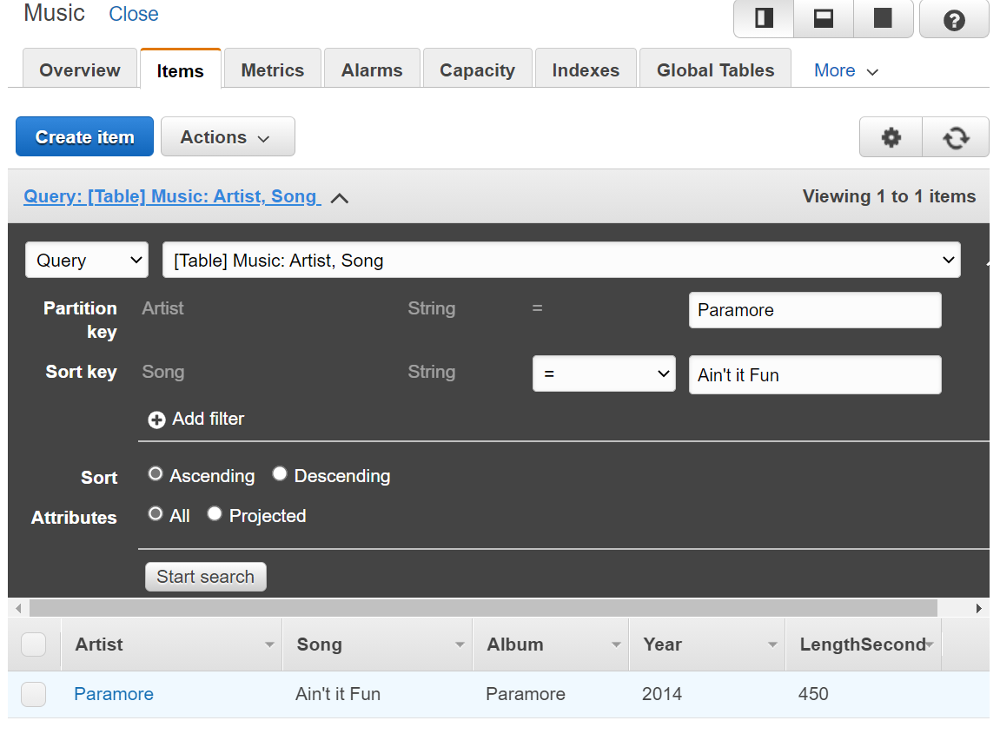 Music Close
Overview Items Metrics Alarms Capacity Indexes Global Tables More
Create item Actions
Query: [Table] Music: Artist, Song Viewing 1 to 1 items
Query [Table] Music: Artist, Song
Partition key Artist String = Paramore
Sort key Song String = Ain't it Fun
Add filter
Sort Ascending Descending
Attributes All Projected
Start search
Artist Song Album Year LengthSecond
Paramore Ain't it Fun Paramore 2014 450